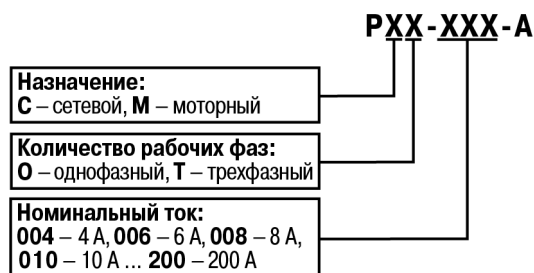 РХХ-ХХХ-А
Назначение:
С – сетевой, М – моторный
Количество рабочих фаз:
О – однофазный, Т – трехфазный
Номинальный ток:
004 – 4 А, 006 – 6 А, 008 – 8 А,
010 – 10 А ... 200 – 200 А